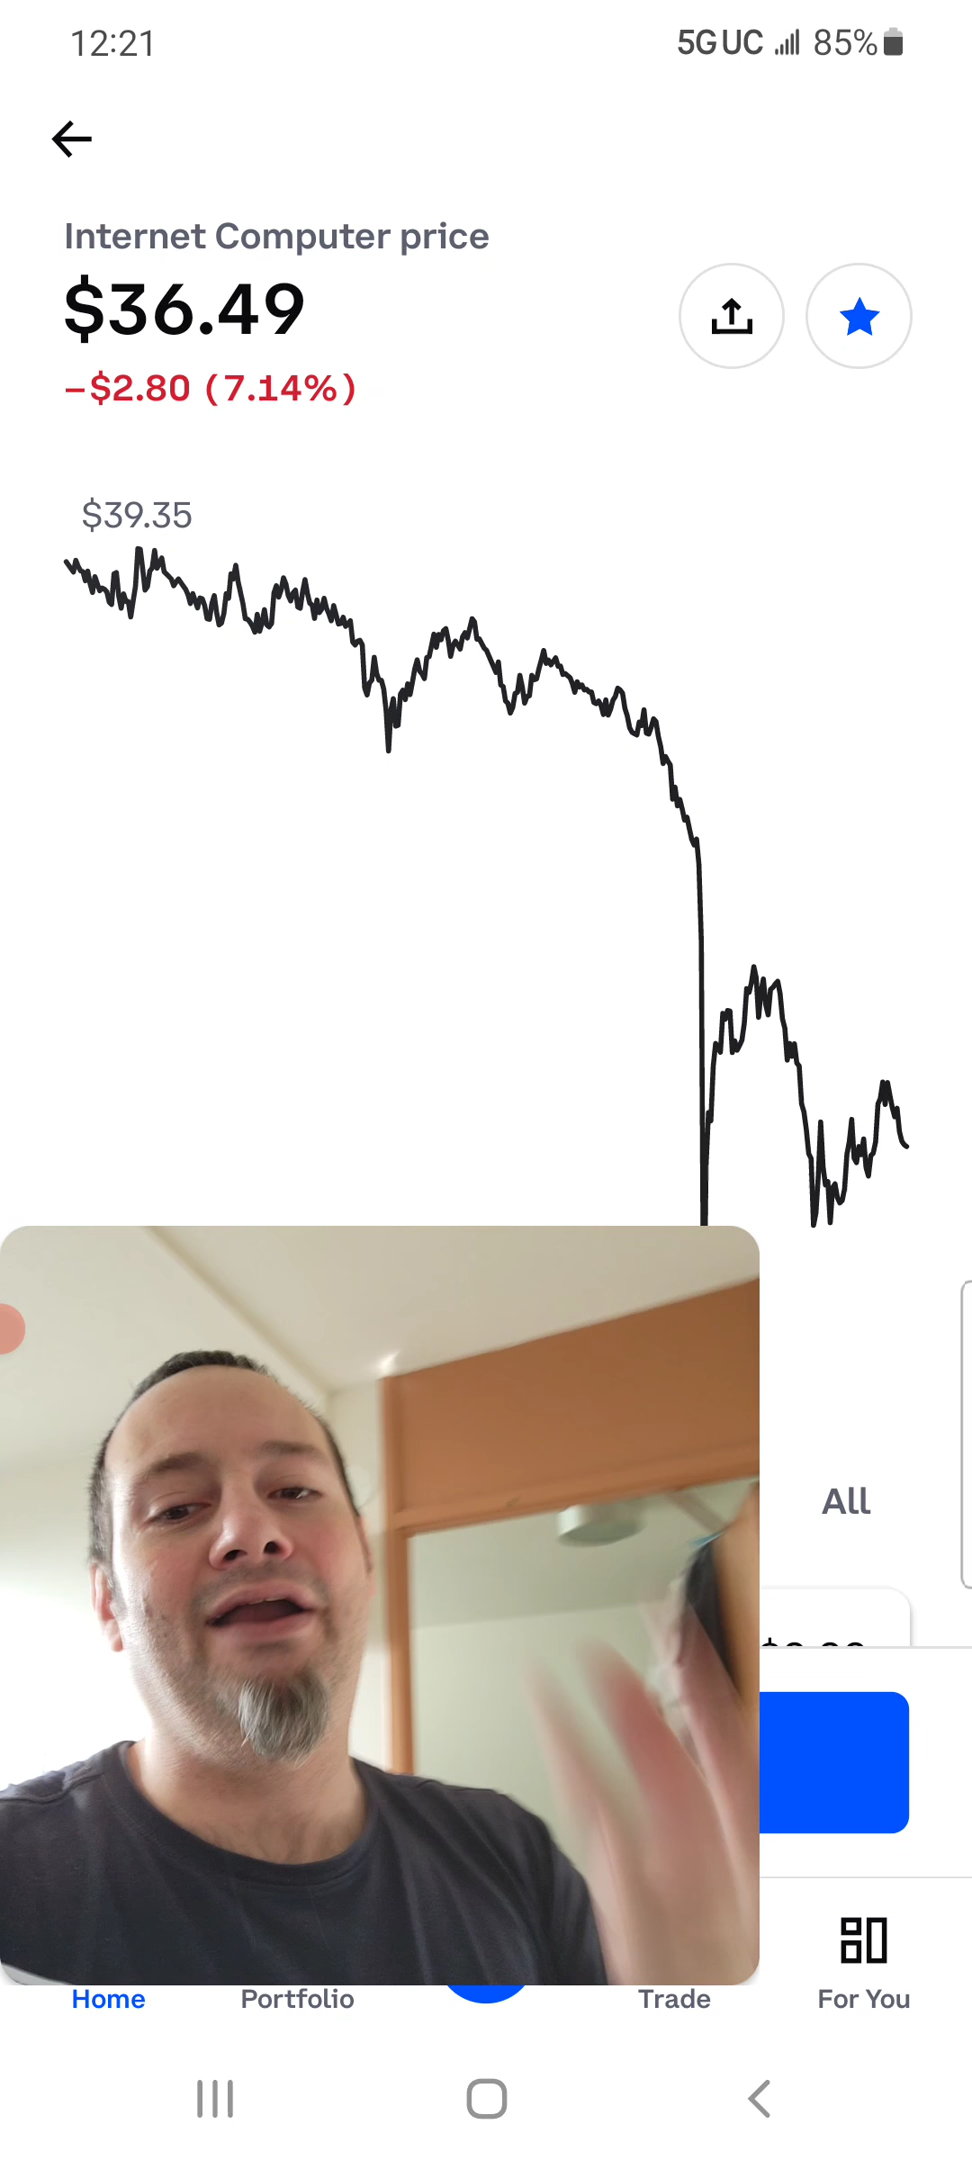 12:21 5G UC 85%
Internet Computer price
$36.49
−$2.80 (7.14%)
$39.35
All
Home Portfolio Trade For You